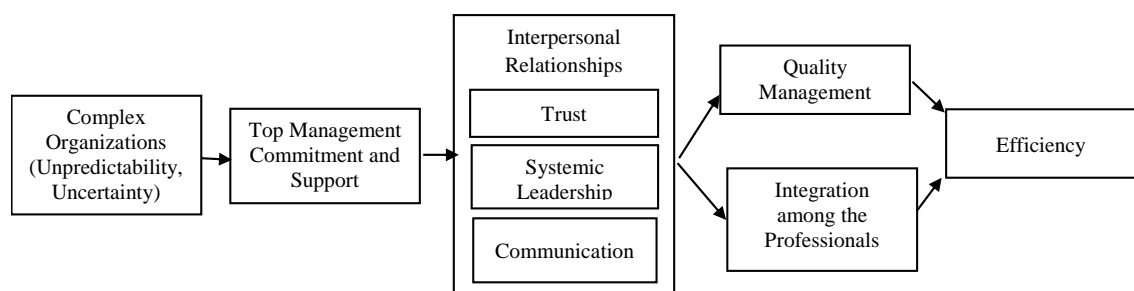 Complex
Organizations
(Unpredictability,
Uncertainty)
Top Management
Commitment and
Support
Interpersonal
Relationships
Trust
Systemic
Leadership
Communication
Quality
Management
Integration
among the
Professionals
Efficiency